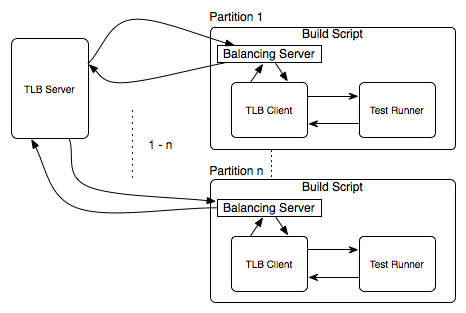 Partition 1
Build Script
Balancing Server
TLB Server
TLB Client
Test Runner
1 - n
Partition n
Build Script
Balancing Server
TLB Client
Test Runner